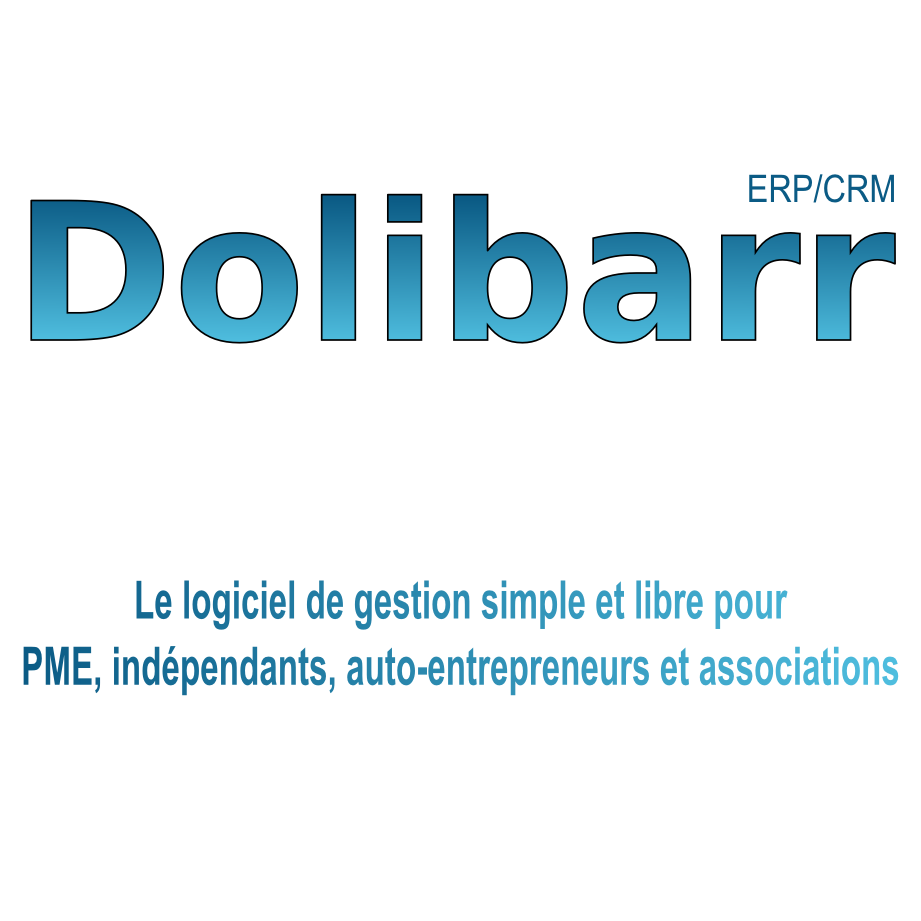 ERP/CRM
Dolibarr
Le logiciel de gestion simple et libre pour
PME, indépendants, auto-entrepreneurs et associations